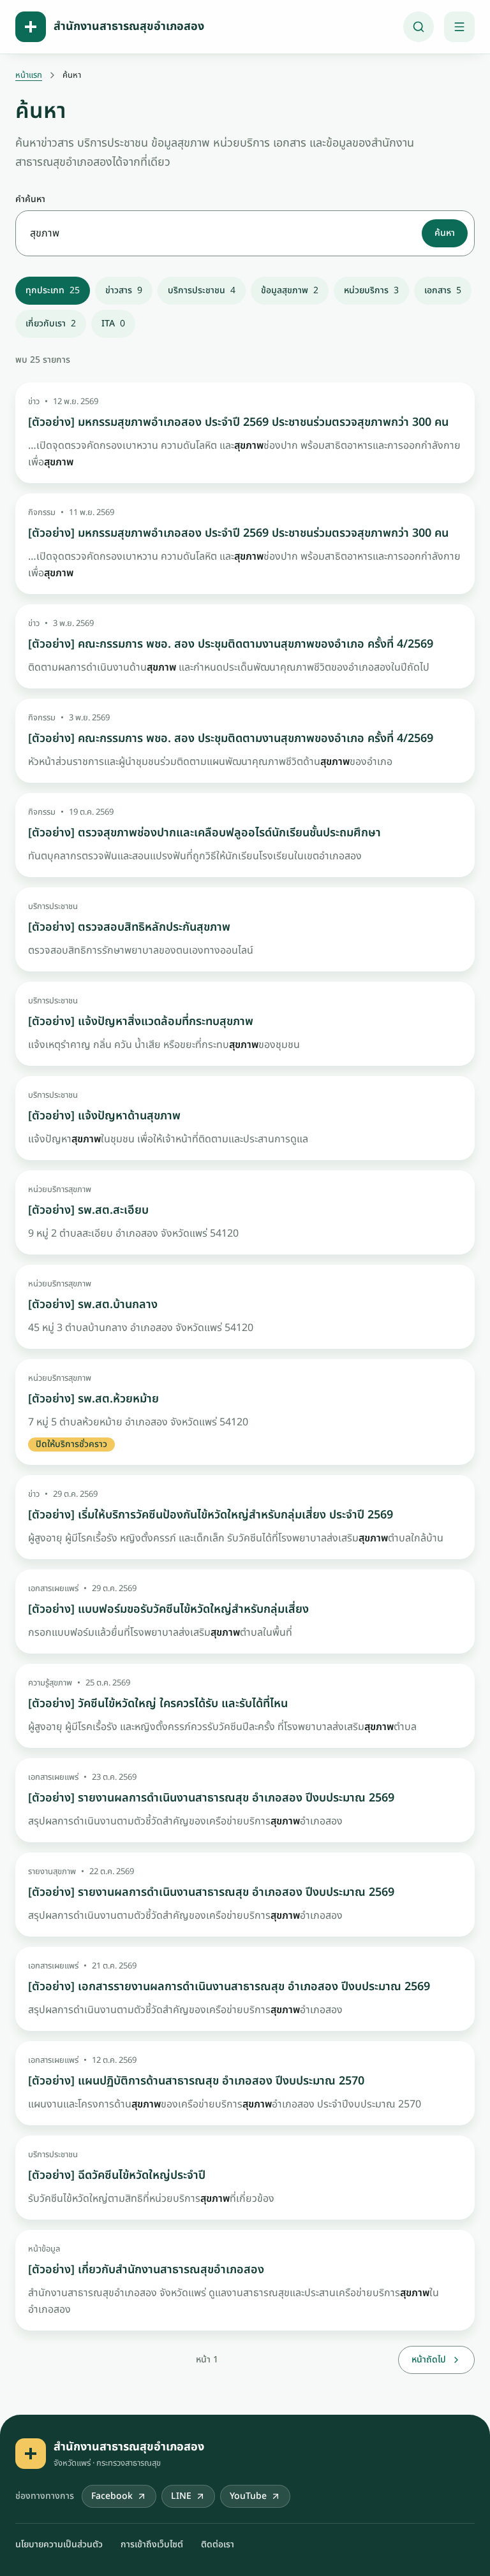 สำนักงานสาธารณสุขอำเภอสอง
หน้าแรก > ค้นหา
ค้นหา
ค้นหาข่าวสาร บริการประชาชน ข้อมูลสุขภาพ หน่วยบริการ เอกสาร และข้อมูลของสำนักงาน
สาธารณสุขอำเภอสองได้จากที่เดียว
คำค้นหา
สุขภาพ
ค้นหา
ทุกประเภท 25 ข่าวสาร 9 บริการประชาชน 4 ข้อมูลสุขภาพ 2 หน่วยบริการ 3 เอกสาร 5
เกี่ยวกับเรา 2 ITA 0
พบ 25 รายการ
ข่าว • 12 พ.ย. 2569
[ตัวอย่าง] มหกรรมสุขภาพอำเภอสอง ประจำปี 2569 ประชาชนร่วมตรวจสุขภาพกว่า 300 คน
…เปิดจุดตรวจคัดกรองเบาหวาน ความดันโลหิต และสุขภาพช่องปาก พร้อมสาธิตอาหารและการออกกำลังกาย
เพื่อสุขภาพ
กิจกรรม • 11 พ.ย. 2569
[ตัวอย่าง] มหกรรมสุขภาพอำเภอสอง ประจำปี 2569 ประชาชนร่วมตรวจสุขภาพกว่า 300 คน
…เปิดจุดตรวจคัดกรองเบาหวาน ความดันโลหิต และสุขภาพช่องปาก พร้อมสาธิตอาหารและการออกกำลังกาย
เพื่อสุขภาพ
ข่าว • 3 พ.ย. 2569
[ตัวอย่าง] คณะกรรมการ พชอ. สอง ประชุมติดตามงานสุขภาพของอำเภอ ครั้งที่ 4/2569
ติดตามผลการดำเนินงานด้านสุขภาพ และกำหนดประเด็นพัฒนาคุณภาพชีวิตของอำเภอสองในปีถัดไป
กิจกรรม • 3 พ.ย. 2569
[ตัวอย่าง] คณะกรรมการ พชอ. สอง ประชุมติดตามงานสุขภาพของอำเภอ ครั้งที่ 4/2569
หัวหน้าส่วนราชการและผู้นำชุมชนร่วมติดตามแผนพัฒนาคุณภาพชีวิตด้านสุขภาพของอำเภอ
กิจกรรม • 19 ต.ค. 2569
[ตัวอย่าง] ตรวจสุขภาพช่องปากและเคลือบฟลูออไรด์นักเรียนชั้นประถมศึกษา
ทันตบุคลากรตรวจฟันและสอนแปรงฟันที่ถูกวิธีให้นักเรียนโรงเรียนในเขตอำเภอสอง
บริการประชาชน
[ตัวอย่าง] ตรวจสอบสิทธิหลักประกันสุขภาพ
ตรวจสอบสิทธิการรักษาพยาบาลของตนเองทางออนไลน์
บริการประชาชน
[ตัวอย่าง] แจ้งปัญหาสิ่งแวดล้อมที่กระทบสุขภาพ
แจ้งเหตุรำคาญ กลิ่น ควัน น้ำเสีย หรือขยะที่กระทบสุขภาพของชุมชน
บริการประชาชน
[ตัวอย่าง] แจ้งปัญหาด้านสุขภาพ
แจ้งปัญหาสุขภาพในชุมชน เพื่อให้เจ้าหน้าที่ติดตามและประสานการดูแล
หน่วยบริการสุขภาพ
[ตัวอย่าง] รพ.สต.สะเอียบ
9 หมู่ 2 ตำบลสะเอียบ อำเภอสอง จังหวัดแพร่ 54120
หน่วยบริการสุขภาพ
[ตัวอย่าง] รพ.สต.บ้านกลาง
45 หมู่ 3 ตำบลบ้านกลาง อำเภอสอง จังหวัดแพร่ 54120
หน่วยบริการสุขภาพ
[ตัวอย่าง] รพ.สต.ห้วยหม้าย
7 หมู่ 5 ตำบลห้วยหม้าย อำเภอสอง จังหวัดแพร่ 54120
ปิดให้บริการชั่วคราว
ข่าว • 29 ต.ค. 2569
[ตัวอย่าง] เริ่มให้บริการวัคซีนป้องกันไข้หวัดใหญ่สำหรับกลุ่มเสี่ยง ประจำปี 2569
ผู้สูงอายุ ผู้มีโรคเรื้อรัง หญิงตั้งครรภ์ และเด็กเล็ก รับวัคซีนได้ที่โรงพยาบาลส่งเสริมสุขภาพตำบลใกล้บ้าน
เอกสารเผยแพร่ • 29 ต.ค. 2569
[ตัวอย่าง] แบบฟอร์มขอรับวัคซีนไข้หวัดใหญ่สำหรับกลุ่มเสี่ยง
กรอกแบบฟอร์มแล้วยื่นที่โรงพยาบาลส่งเสริมสุขภาพตำบลในพื้นที่
ความรู้สุขภาพ • 25 ต.ค. 2569
[ตัวอย่าง] วัคซีนไข้หวัดใหญ่ ใครควรได้รับ และรับได้ที่ไหน
ผู้สูงอายุ ผู้มีโรคเรื้อรัง และหญิงตั้งครรภ์ควรรับวัคซีนปีละครั้ง ที่โรงพยาบาลส่งเสริมสุขภาพตำบล
เอกสารเผยแพร่ • 23 ต.ค. 2569
[ตัวอย่าง] รายงานผลการดำเนินงานสาธารณสุข อำเภอสอง ปีงบประมาณ 2569
สรุปผลการดำเนินงานตามตัวชี้วัดสำคัญของเครือข่ายบริการสุขภาพอำเภอสอง
รายงานสุขภาพ • 22 ต.ค. 2569
[ตัวอย่าง] รายงานผลการดำเนินงานสาธารณสุข อำเภอสอง ปีงบประมาณ 2569
สรุปผลการดำเนินงานตามตัวชี้วัดสำคัญของเครือข่ายบริการสุขภาพอำเภอสอง
เอกสารเผยแพร่ • 21 ต.ค. 2569
[ตัวอย่าง] เอกสารรายงานผลการดำเนินงานสาธารณสุข อำเภอสอง ปีงบประมาณ 2569
สรุปผลการดำเนินงานตามตัวชี้วัดสำคัญของเครือข่ายบริการสุขภาพอำเภอสอง
เอกสารเผยแพร่ • 12 ต.ค. 2569
[ตัวอย่าง] แผนปฏิบัติการด้านสาธารณสุข อำเภอสอง ปีงบประมาณ 2570
แผนงานและโครงการด้านสุขภาพของเครือข่ายบริการสุขภาพอำเภอสอง ประจำปีงบประมาณ 2570
บริการประชาชน
[ตัวอย่าง] ฉีดวัคซีนไข้หวัดใหญ่ประจำปี
รับวัคซีนไข้หวัดใหญ่ตามสิทธิที่หน่วยบริการสุขภาพที่เกี่ยวข้อง
หน้าข้อมูล
[ตัวอย่าง] เกี่ยวกับสำนักงานสาธารณสุขอำเภอสอง
สำนักงานสาธารณสุขอำเภอสอง จังหวัดแพร่ ดูแลงานสาธารณสุขและประสานเครือข่ายบริการสุขภาพใน
อำเภอสอง
หน้า 1
หน้าถัดไป
สำนักงานสาธารณสุขอำเภอสอง
จังหวัดแพร่ · กระทรวงสาธารณสุข
ช่องทางทางการ Facebook LINE YouTube
นโยบายความเป็นส่วนตัว การเข้าถึงเว็บไซต์ ติดต่อเรา